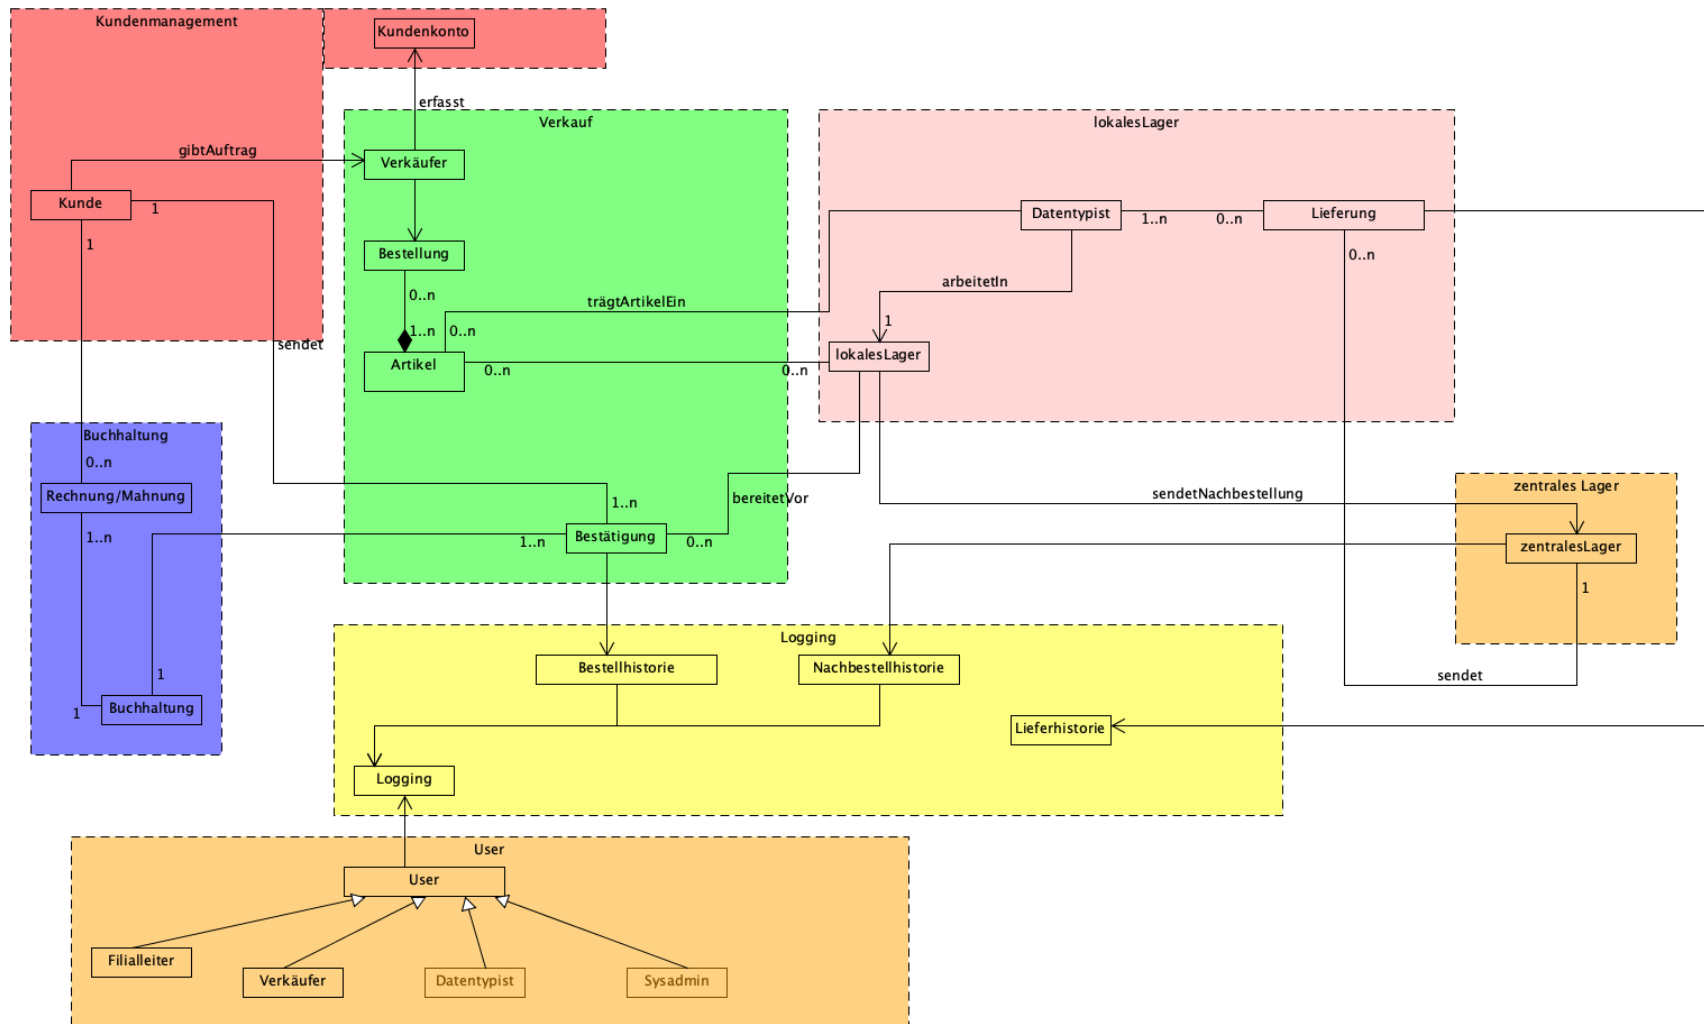 Kundenmanagement
Kundenkonto
erfasst
Verkauf
lokalesLager
gibtAuftrag
Verkäufer
Kunde
1
Datentypist
1..n
0..n
Lieferung
1
Bestellung
0..n
arbeitetIn
0..n
trägtArtikelEin
1
1..n
0..n
sendet
Artikel
0..n
0..n
lokalesLager
Buchhaltung
0..n
Rechnung/Mahnung
1..n
bereitetVor
sendetNachbestellung
zentrales Lager
1..n
1..n
Bestätigung
0..n
zentralesLager
1
Logging
Bestellhistorie
Nachbestellhistorie
1
sendet
Buchhaltung
1
Lieferhistorie
Logging
User
User
Filialleiter
Verkäufer
Datentypist
Sysadmin